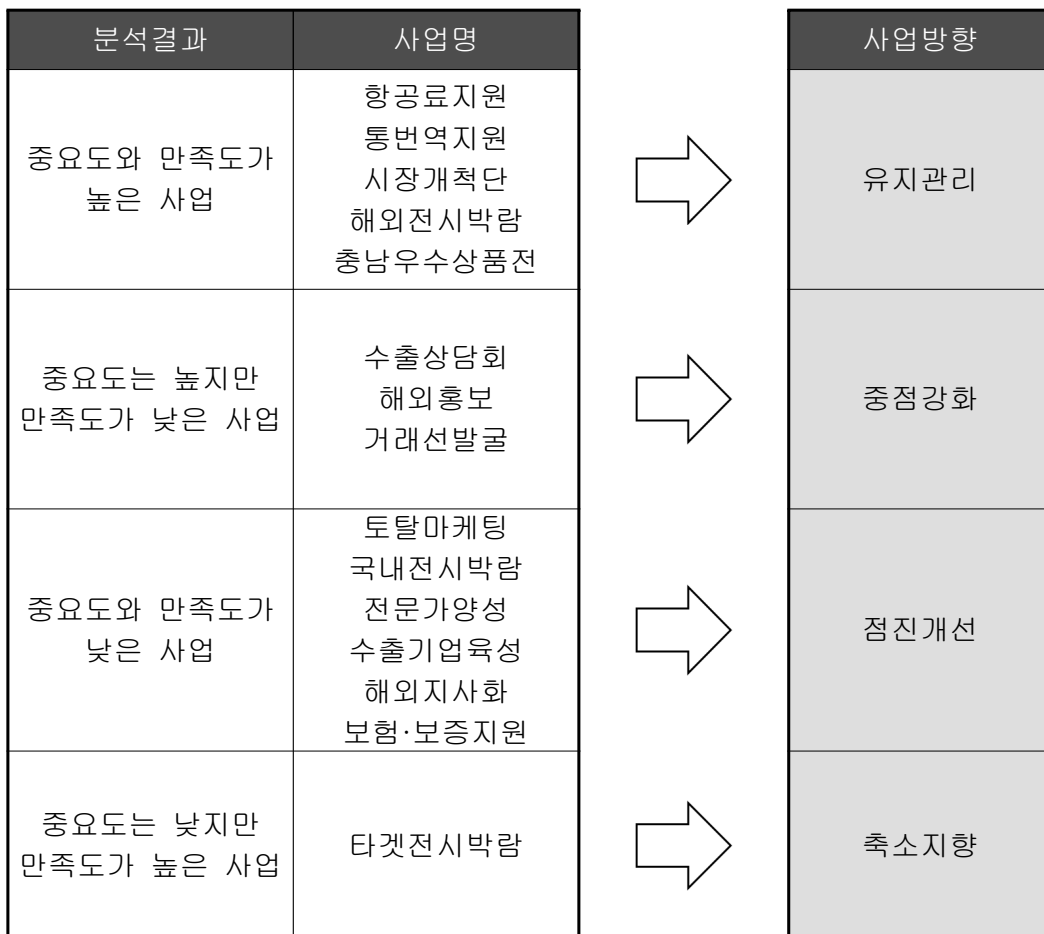 분석결과 사업명 사업방향
중요도와 만족도가
높은 사업
항공료지원
통번역지원
시장개척단
해외전시박람
충남우수상품전
유지관리
중요도는 높지만
만족도가 낮은 사업
수출상담회
해외홍보
거래선발굴
중점강화
중요도와 만족도가
낮은 사업
토탈마케팅
국내전시박람
전문가양성
수출기업육성
해외지사화
보험·보증지원
점진개선
중요도는 낮지만
만족도가 높은 사업
타겟전시박람
축소지향